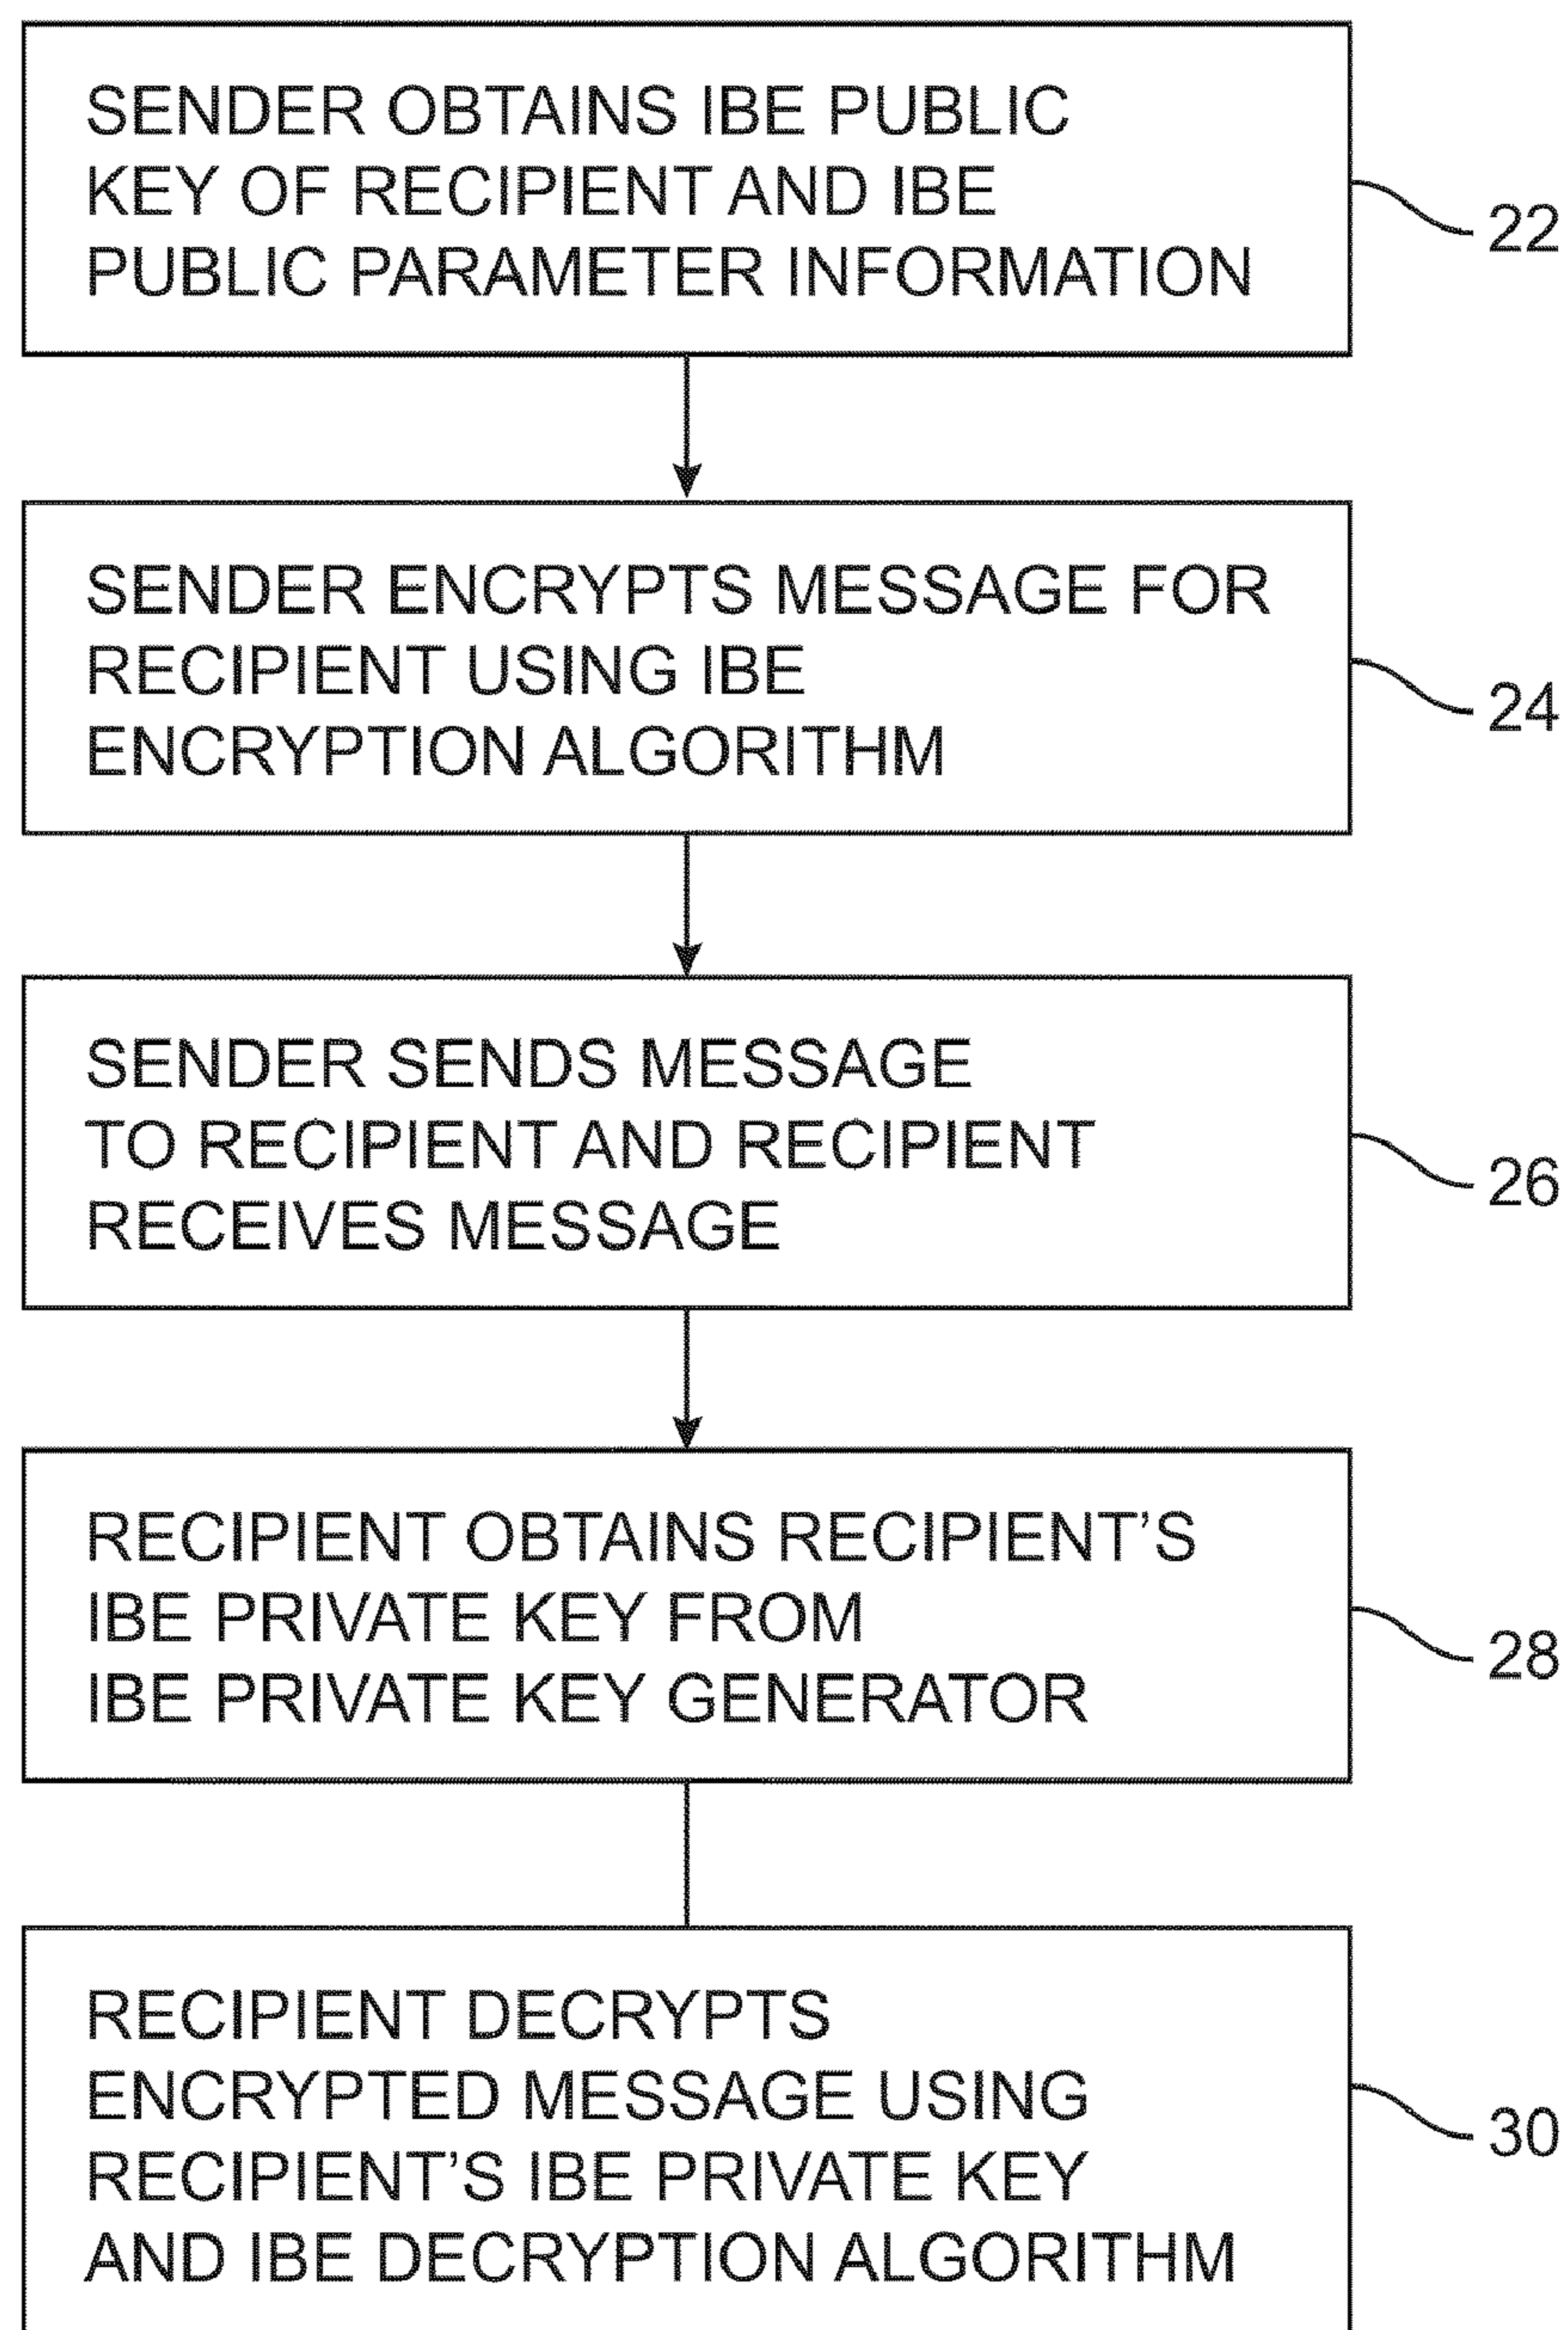 SENDER OBTAINS IBE PUBLIC
KEY OF RECIPIENT AND IBE
PUBLIC PARAMETER INFORMATION
22
SENDER ENCRYPTS MESSAGE FOR
RECIPIENT USING IBE
ENCRYPTION ALGORITHM
24
SENDER SENDS MESSAGE
TO RECIPIENT AND RECIPIENT
RECEIVES MESSAGE
26
RECIPIENT OBTAINS RECIPIENT'S
IBE PRIVATE KEY FROM
IBE PRIVATE KEY GENERATOR
28
RECIPIENT DECRYPTS
ENCRYPTED MESSAGE USING
RECIPIENT'S IBE PRIVATE KEY
AND IBE DECRYPTION ALGORITHM
30